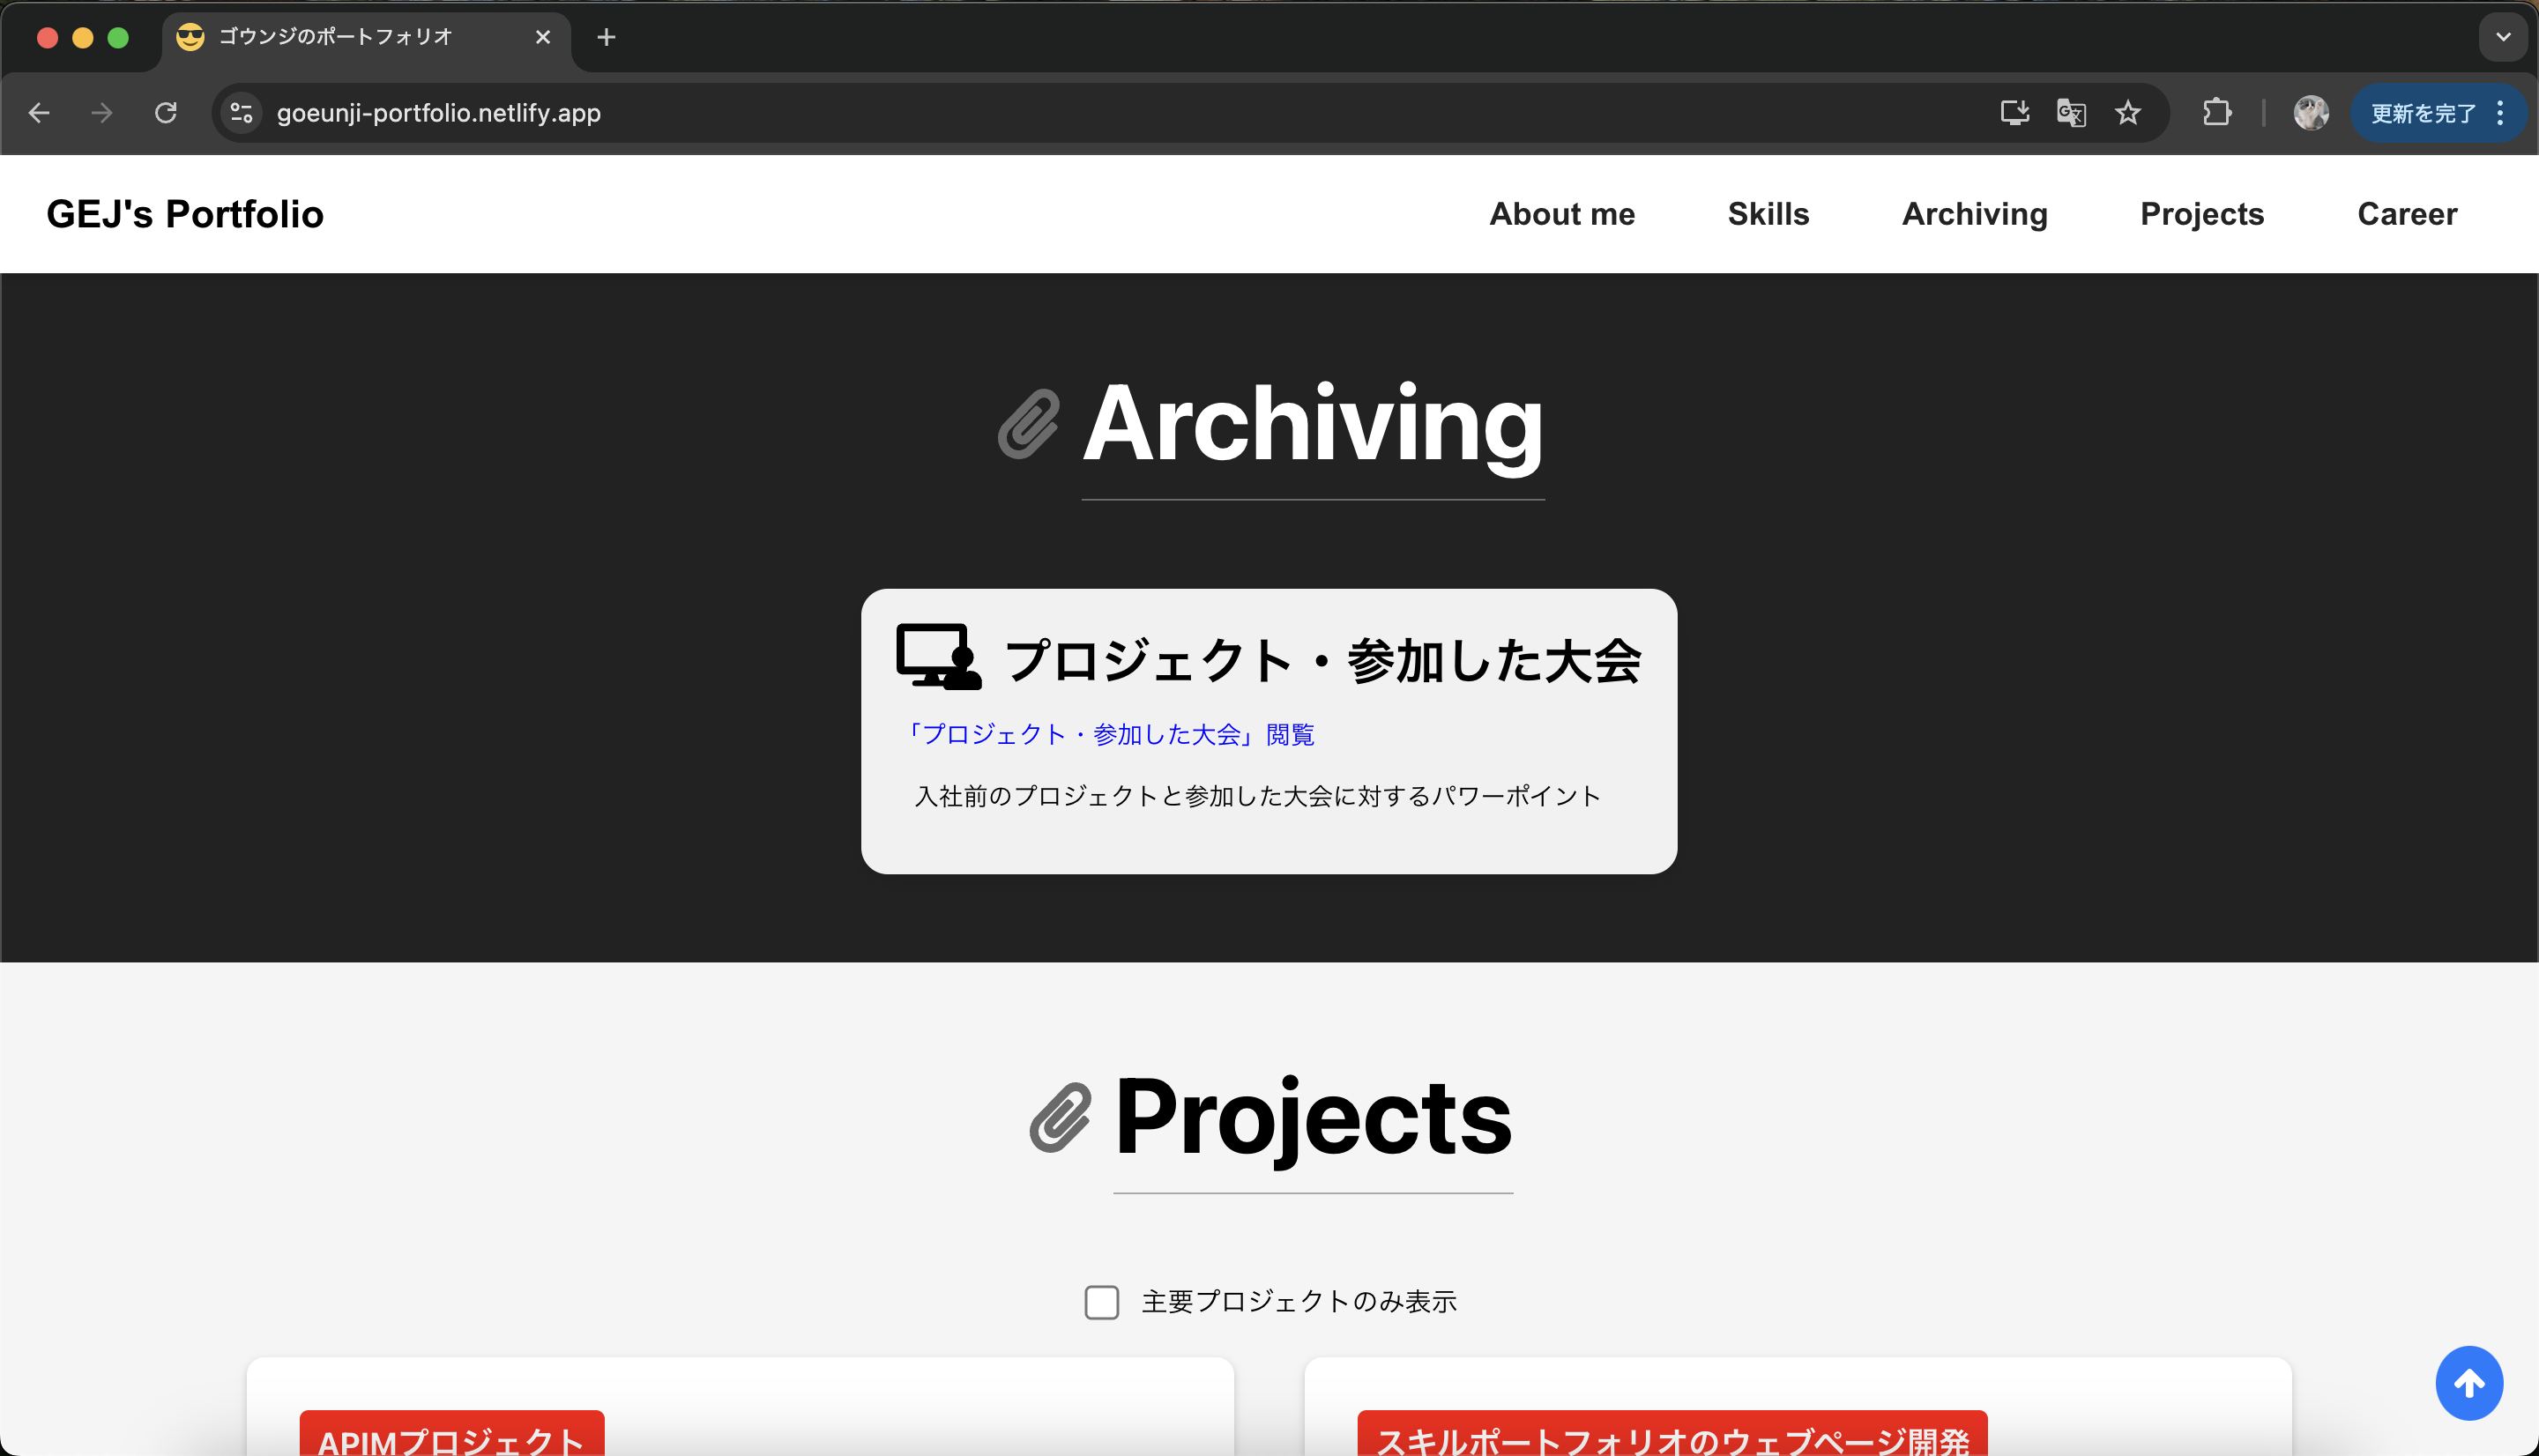 ゴウンジのポートフォリオ
goeunji-portfolio.netlify.app
更新を完了
GEJ's Portfolio
About me
Skills
Archiving
Projects
Career
Archiving
プロジェクト・参加した大会
「プロジェクト・参加した大会」閲覧
入社前のプロジェクトと参加した大会に対するパワーポイント
Projects
主要プロジェクトのみ表示
APIMプロジェクト
スキルポートフォリオのウェブページ開発